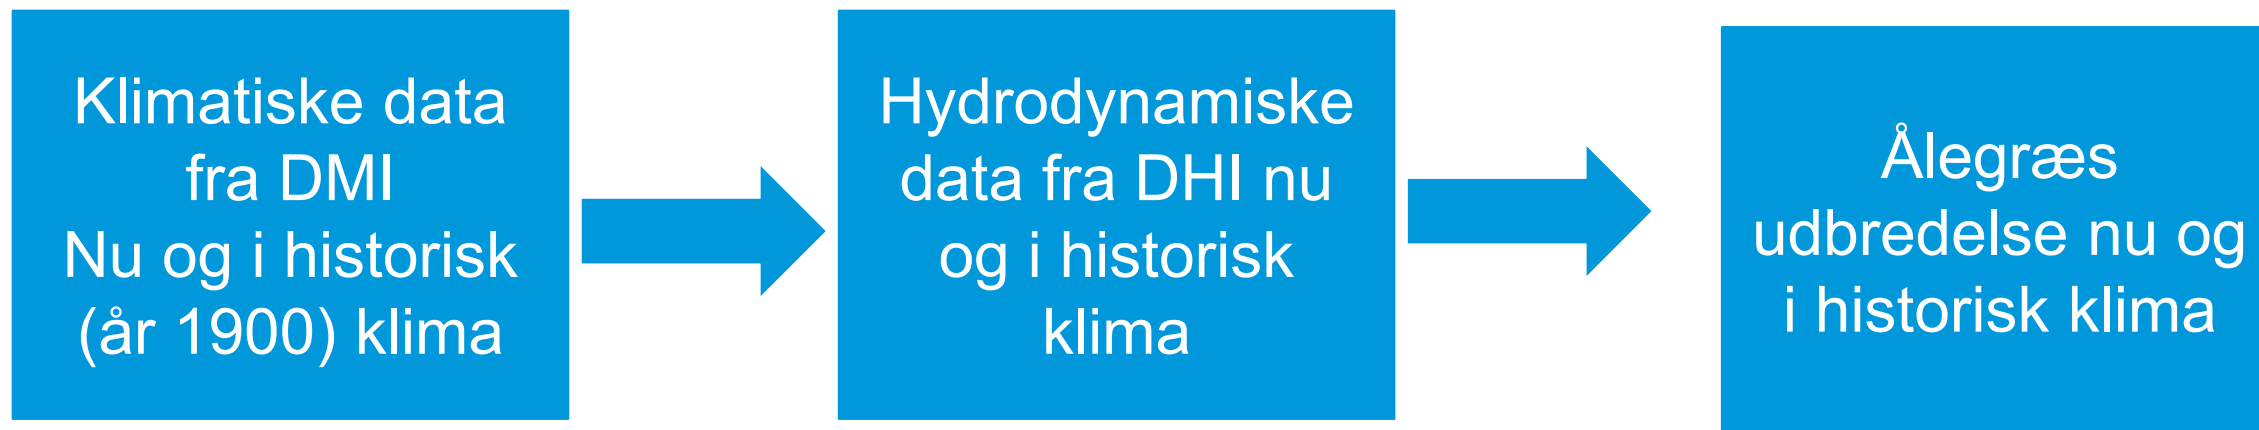 Klimatiske data
fra DMI
Nu og i historisk
(år 1900) klima
Hydrodynamiske
data fra DHI nu
og i historisk
klima
Ålegræs
udbredelse nu og
i historisk klima